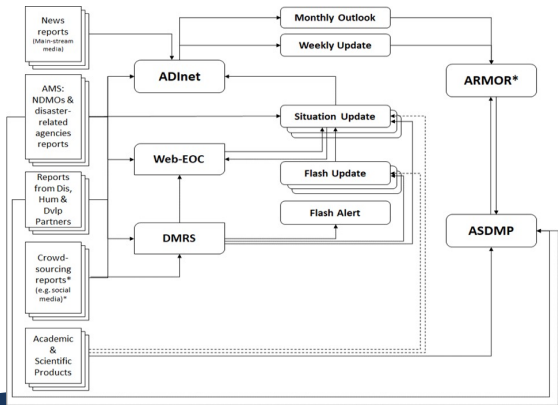 News
reports
(Main-stream
media)
Monthly Outlook
Weekly Update
ADInet
ARMOR*
AMS:
NDMOs &
disaster-
related
agencies
reports
Situation Update
Web-EOC
Flash Update
Reports
from Dis,
Hum &
Dvlp
Partners
Flash Alert
DMRS
ASDMP
Crowd-
sourcing
reports*
(e.g. social
media)*
Academic
&
Scientific
Products